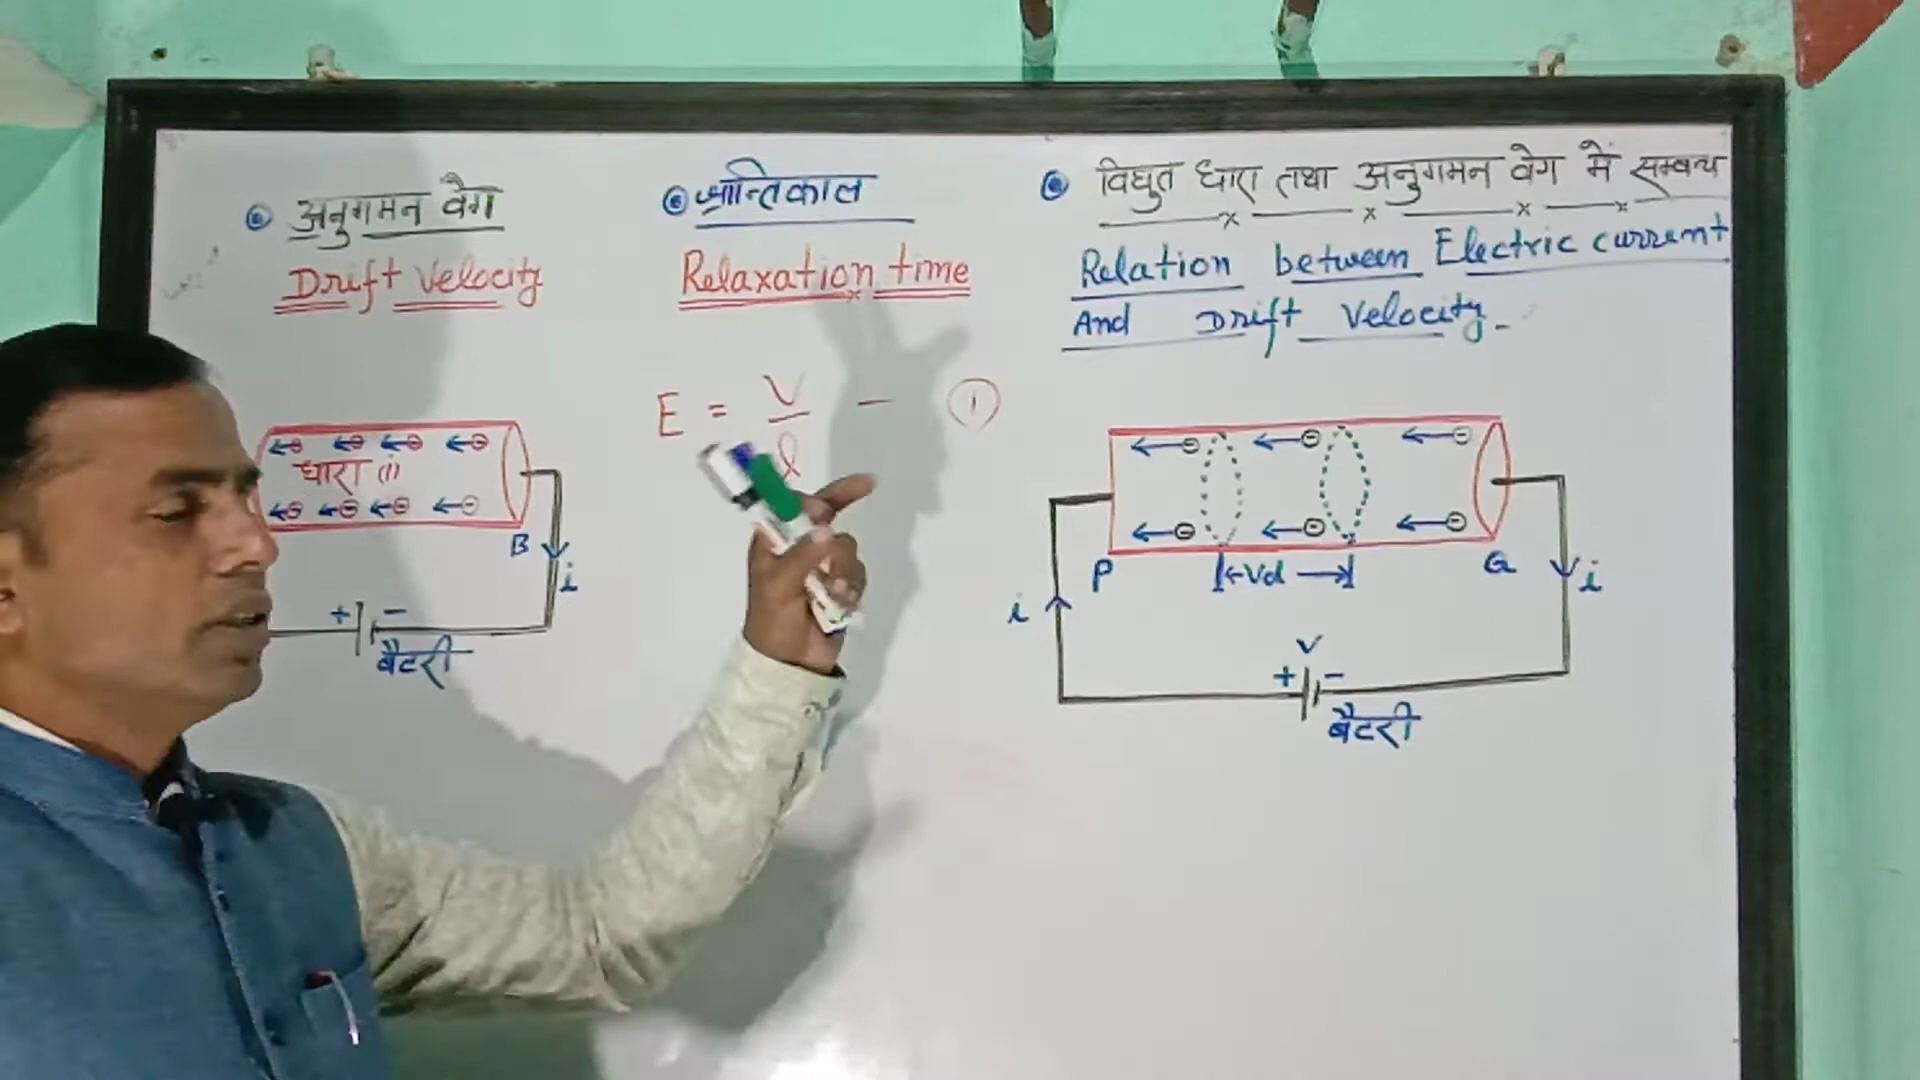 अनुगमन वेग
Drift Velocity
धारा (i)
B
i
+ -
बैटरी
श्रान्तिकाल
Relaxation time
E = V/l - ①
विद्युत धारा तथा अनुगमन वेग में सम्बन्ध
Relation between Electric current
And Drift Velocity -
P
Vd
Q
i
i
V
+ -
बैटरी